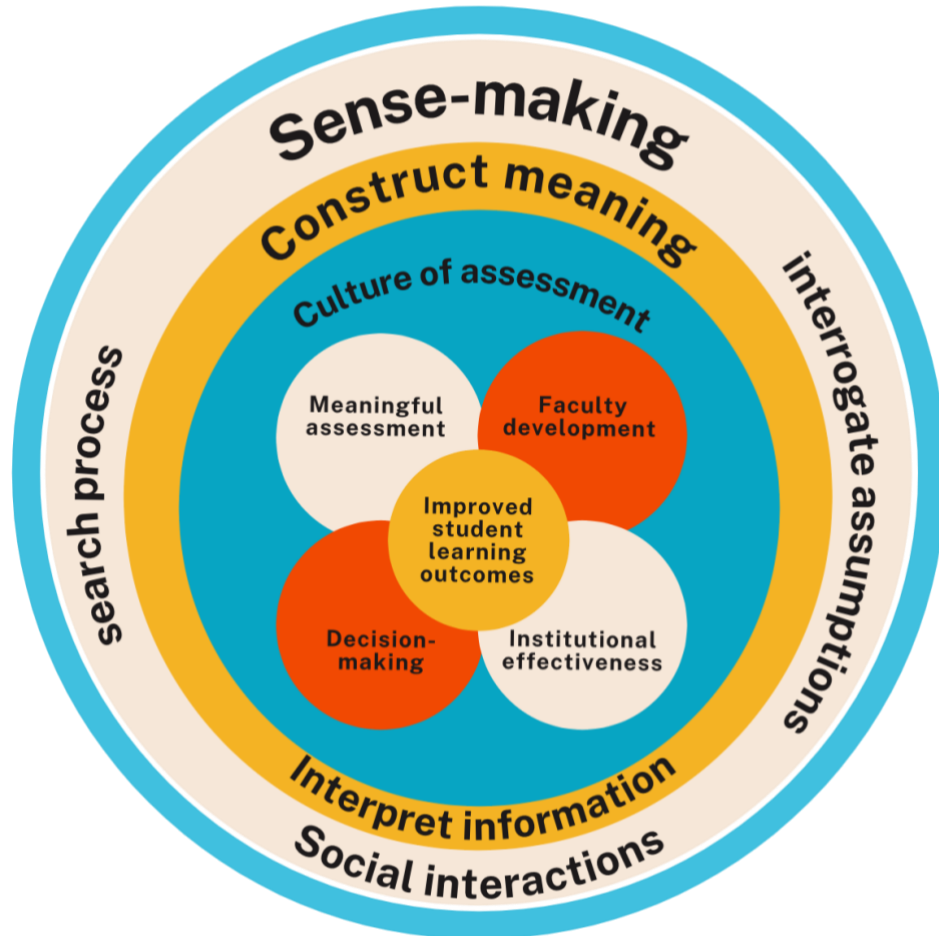 Sense-making
Construct meaning
Culture of assessment
search process
interrogate assumptions
Meaningful
assessment
Faculty
development
Improved
student
learning
outcomes
Decision-
making
Institutional
effectiveness
Interpret information
Social interactions